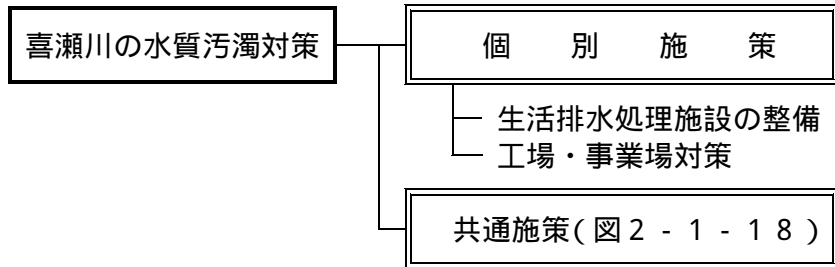 喜瀬川の水質汚濁対策
個別施策
生活排水処理施設の整備
工場・事業場対策
共通施策(図2-1-18)